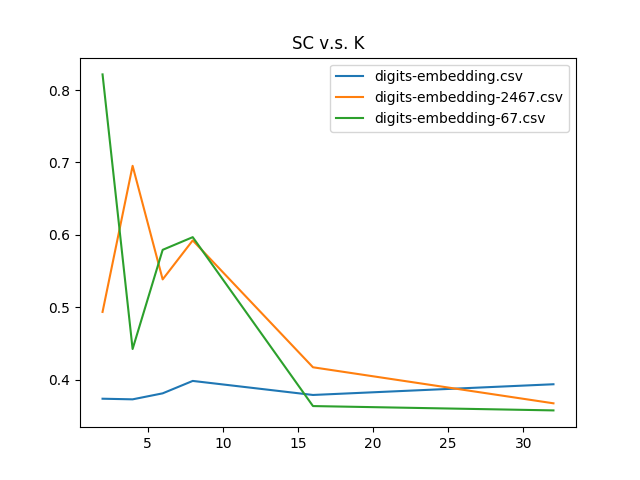 SC v.s. K
digits-embedding.csv
digits-embedding-2467.csv
digits-embedding-67.csv
0.8
0.7
0.6
0.5
0.4
5 10 15 20 25 30